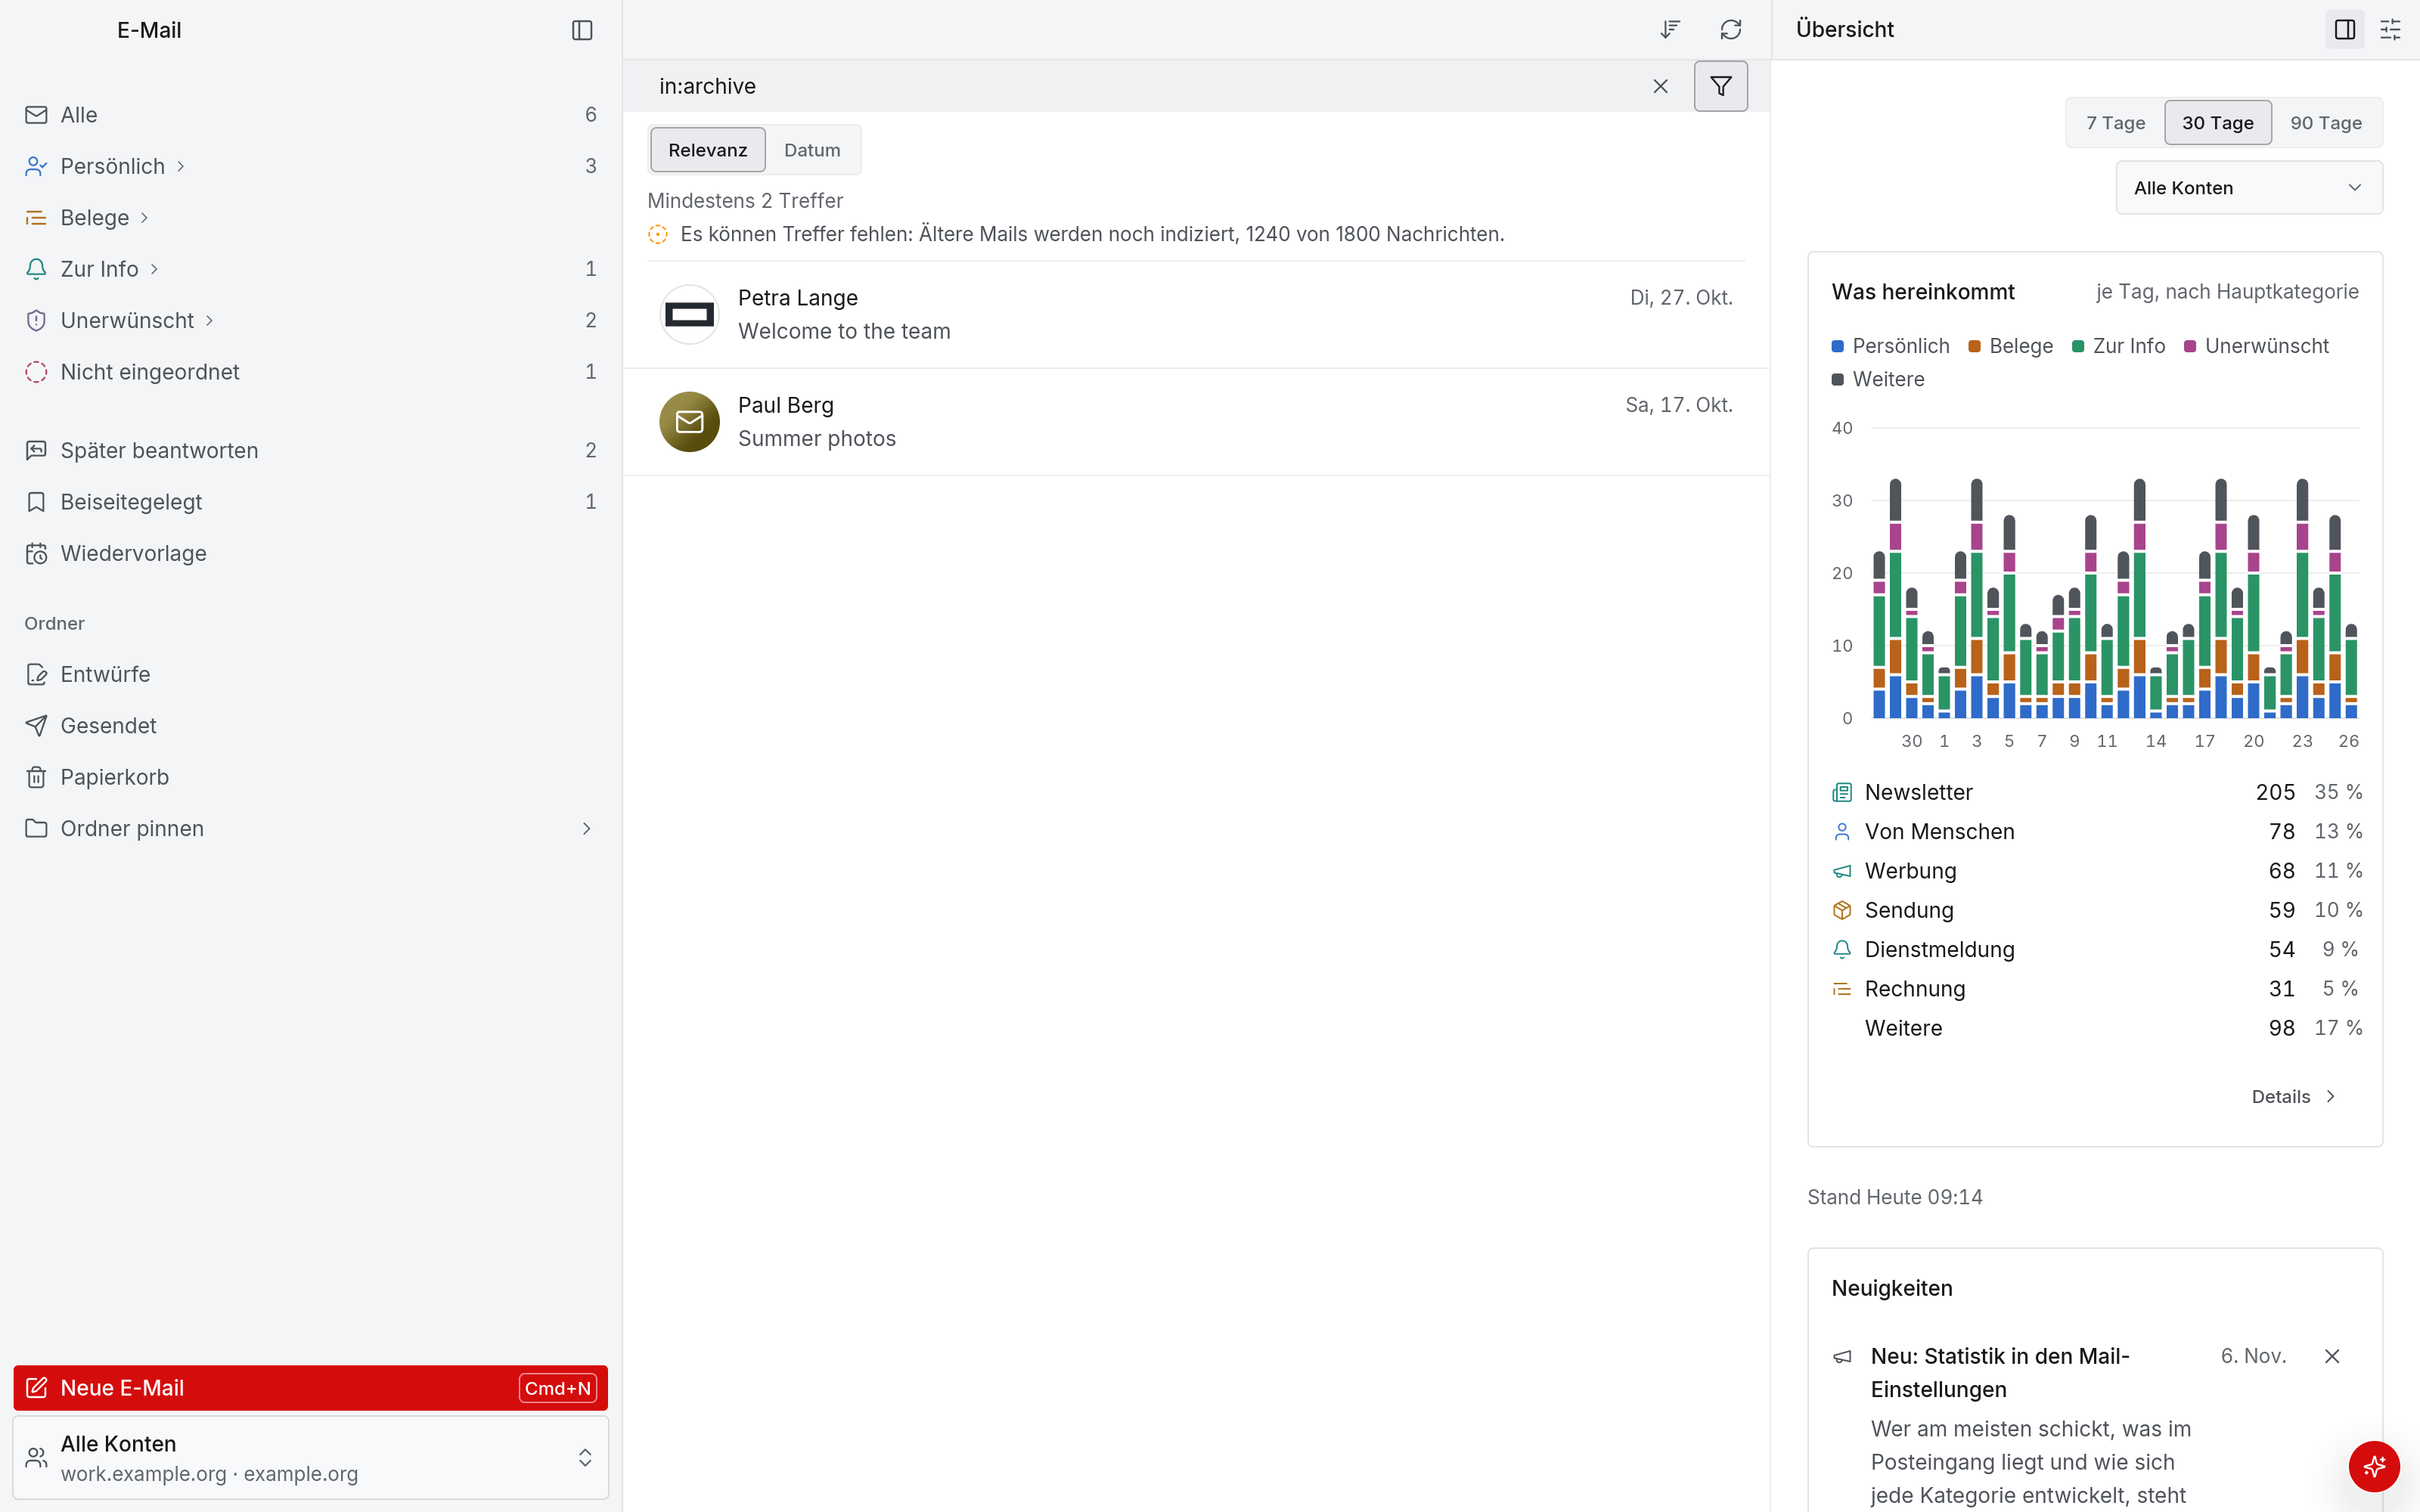 E-Mail
Alle 6
Persönlich 3
Belege
Zur Info 1
Unerwünscht 2
Nicht eingeordnet 1
Später beantworten 2
Beiseitegelegt 1
Wiedervorlage
Ordner
Entwürfe
Gesendet
Papierkorb
Ordner pinnen
Neue E-Mail Cmd+N
Alle Konten
work.example.org · example.org
in:archive
Relevanz Datum
Mindestens 2 Treffer
Es können Treffer fehlen: Ältere Mails werden noch indiziert, 1240 von 1800 Nachrichten.
Petra Lange Di, 27. Okt.
Welcome to the team
Paul Berg Sa, 17. Okt.
Summer photos
Übersicht
7 Tage 30 Tage 90 Tage
Alle Konten
Was hereinkommt je Tag, nach Hauptkategorie
Persönlich Belege Zur Info Unerwünscht
Weitere
40
30
20
10
0
30 1 3 5 7 9 11 14 17 20 23 26
Newsletter 205 35 %
Von Menschen 78 13 %
Werbung 68 11 %
Sendung 59 10 %
Dienstmeldung 54 9 %
Rechnung 31 5 %
Weitere 98 17 %
Details
Stand Heute 09:14
Neuigkeiten
Neu: Statistik in den Mail- 6. Nov.
Einstellungen
Wer am meisten schickt, was im
Posteingang liegt und wie sich
jede Kategorie entwickelt, steht